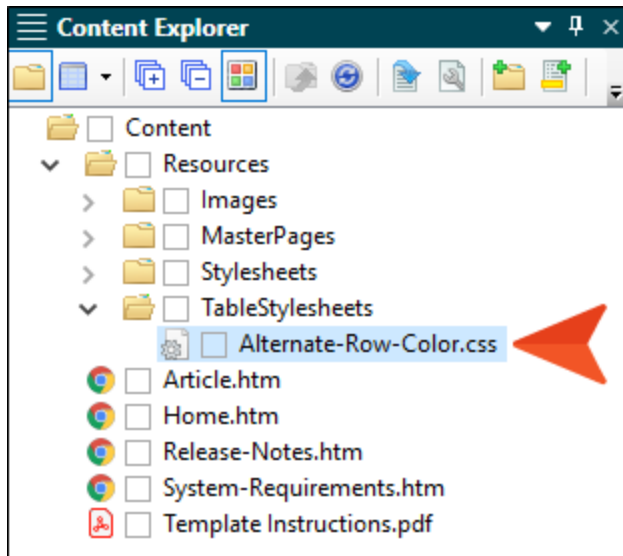 Content Explorer
Content
Resources
Images
MasterPages
Stylesheets
TableStylesheets
Alternate-Row-Color.css
Article.htm
Home.htm
Release-Notes.htm
System-Requirements.htm
Template Instructions.pdf